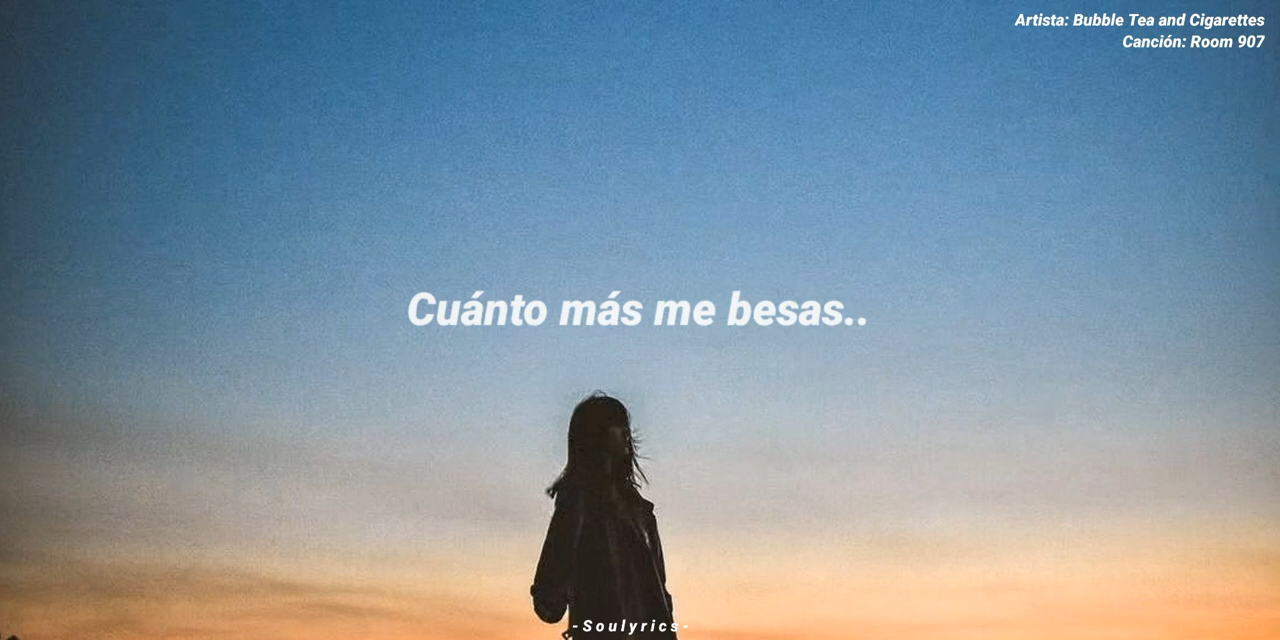 Artista: Bubble Tea and Cigarettes
Canción: Room 907
Cuánto más me besas..
-Soulyrics-